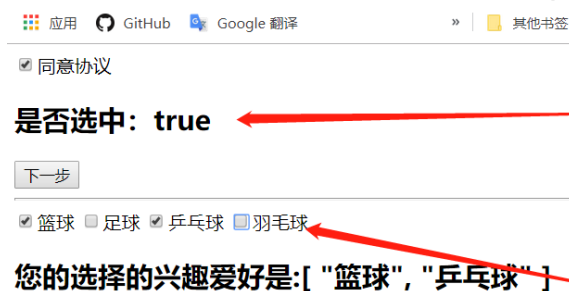 应用 GitHub Google 翻译 » 其他书签
同意协议
是否选中：true
下一步
篮球 足球 乒乓球 羽毛球
您的选择的兴趣爱好是:[ "篮球", "乒乓球" ]